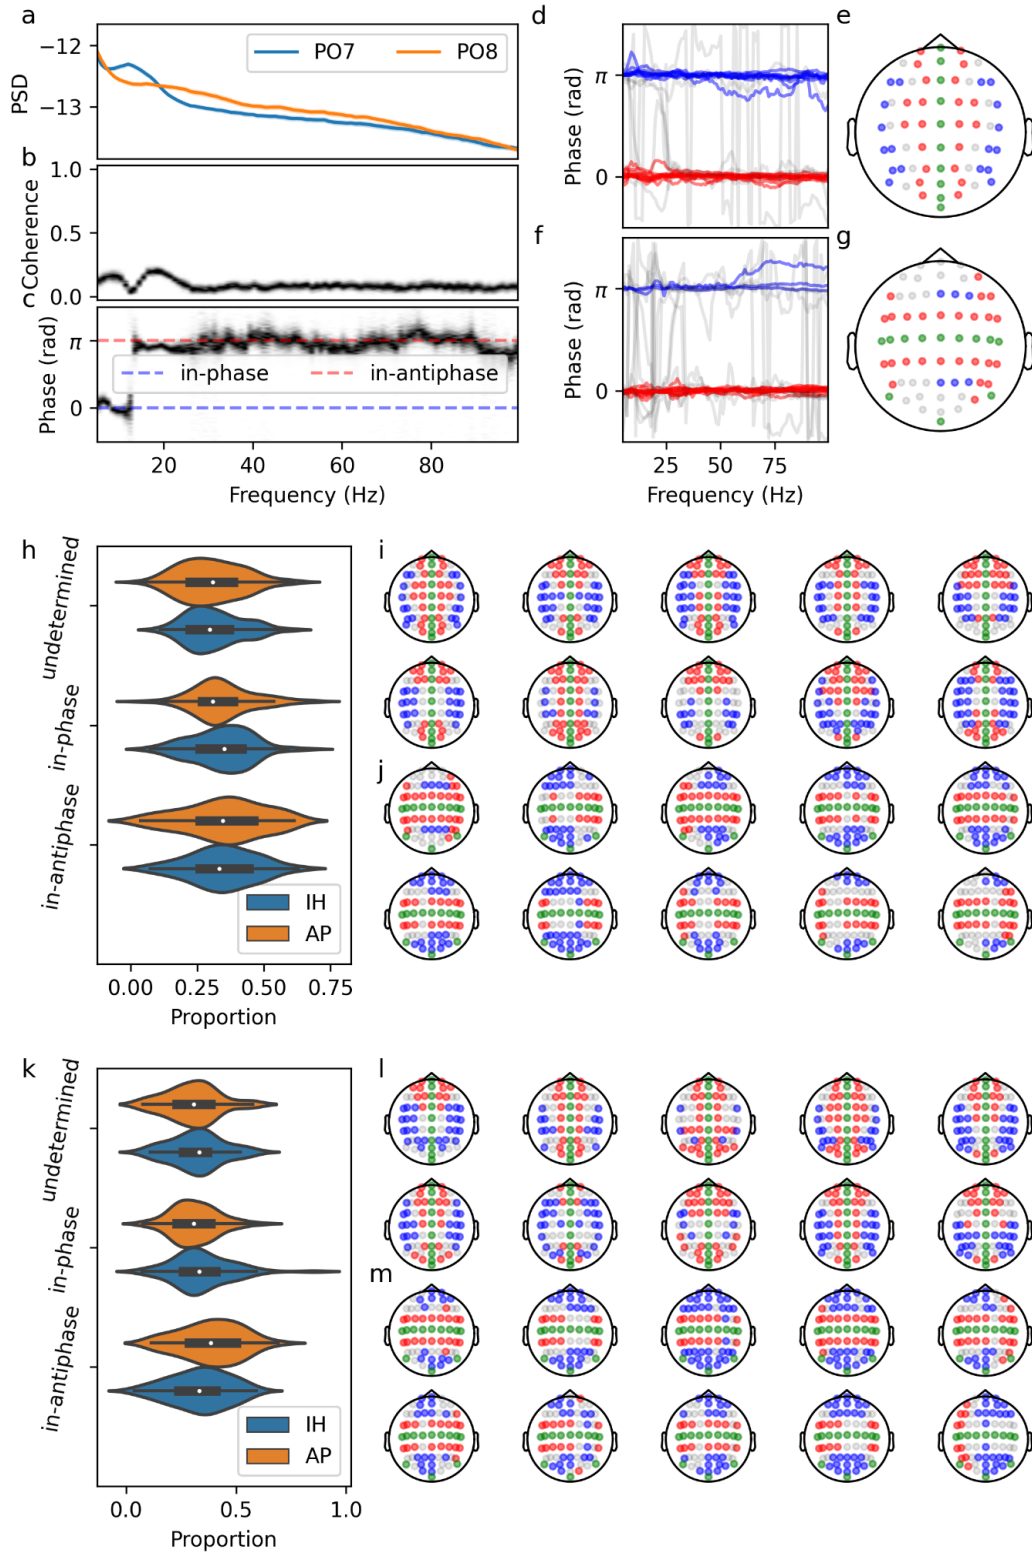 a
−12
−13
PSD
PO7
PO8
b
1.0
0.5
0.0
Coherence
c
π
0
Phase (rad)
in-phase
in-antiphase
20
40
60
80
Frequency (Hz)
d
π
0
Phase (rad)
e
f
π
0
Phase (rad)
25
50
75
Frequency (Hz)
g
h
undetermined
in-phase
in-antiphase
IH
AP
0.00
0.25
0.50
0.75
Proportion
i
j
k
undetermined
in-phase
in-antiphase
IH
AP
0.0
0.5
1.0
Proportion
l
m